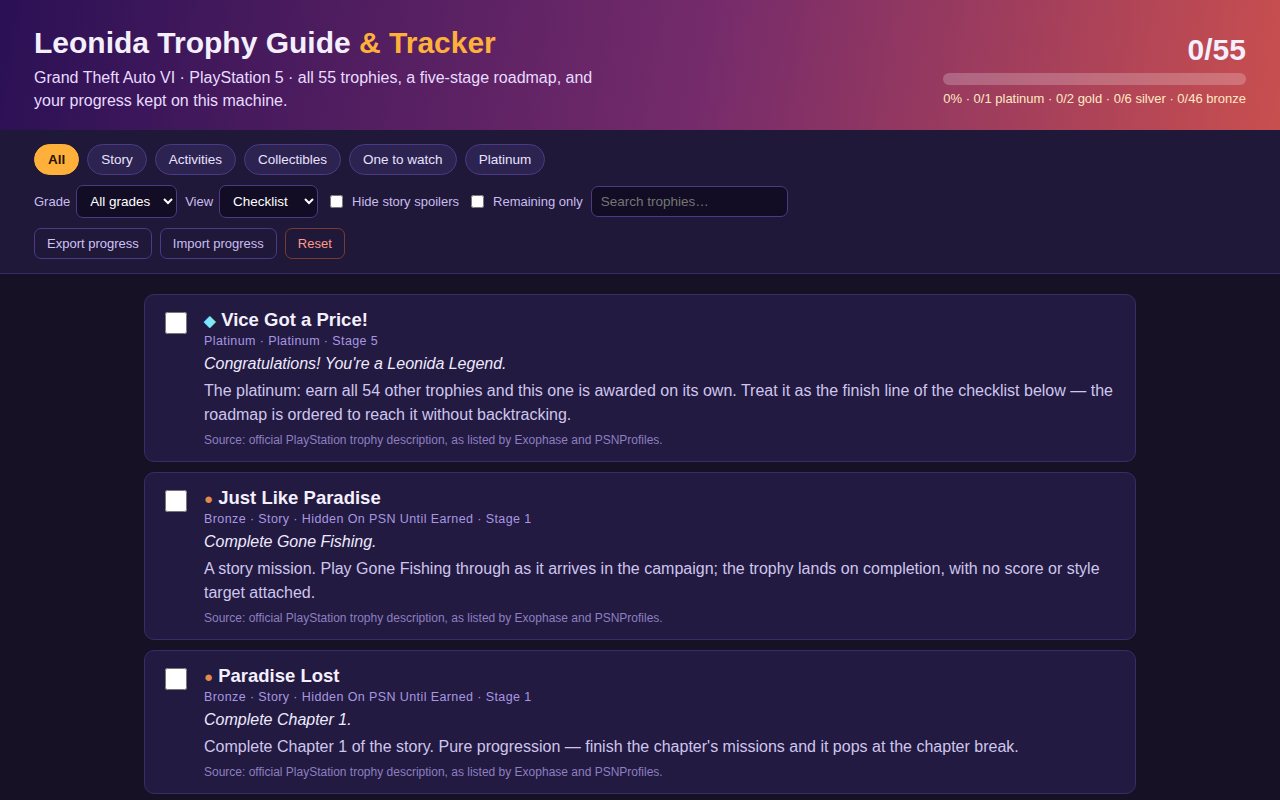 Leonida Trophy Guide & Tracker
Grand Theft Auto VI · PlayStation 5 · all 55 trophies, a five-stage roadmap, and
your progress kept on this machine.
0/55
0% · 0/1 platinum · 0/2 gold · 0/6 silver · 0/46 bronze
All Story Activities Collectibles One to watch Platinum
Grade All grades View Checklist Hide story spoilers Remaining only Search trophies…
Export progress Import progress Reset
◆ Vice Got a Price!
Platinum · Platinum · Stage 5
Congratulations! You're a Leonida Legend.
The platinum: earn all 54 other trophies and this one is awarded on its own. Treat it as the finish line of the checklist below — the
roadmap is ordered to reach it without backtracking.
Source: official PlayStation trophy description, as listed by Exophase and PSNProfiles.
● Just Like Paradise
Bronze · Story · Hidden On PSN Until Earned · Stage 1
Complete Gone Fishing.
A story mission. Play Gone Fishing through as it arrives in the campaign; the trophy lands on completion, with no score or style
target attached.
Source: official PlayStation trophy description, as listed by Exophase and PSNProfiles.
● Paradise Lost
Bronze · Story · Hidden On PSN Until Earned · Stage 1
Complete Chapter 1.
Complete Chapter 1 of the story. Pure progression — finish the chapter's missions and it pops at the chapter break.
Source: official PlayStation trophy description, as listed by Exophase and PSNProfiles.